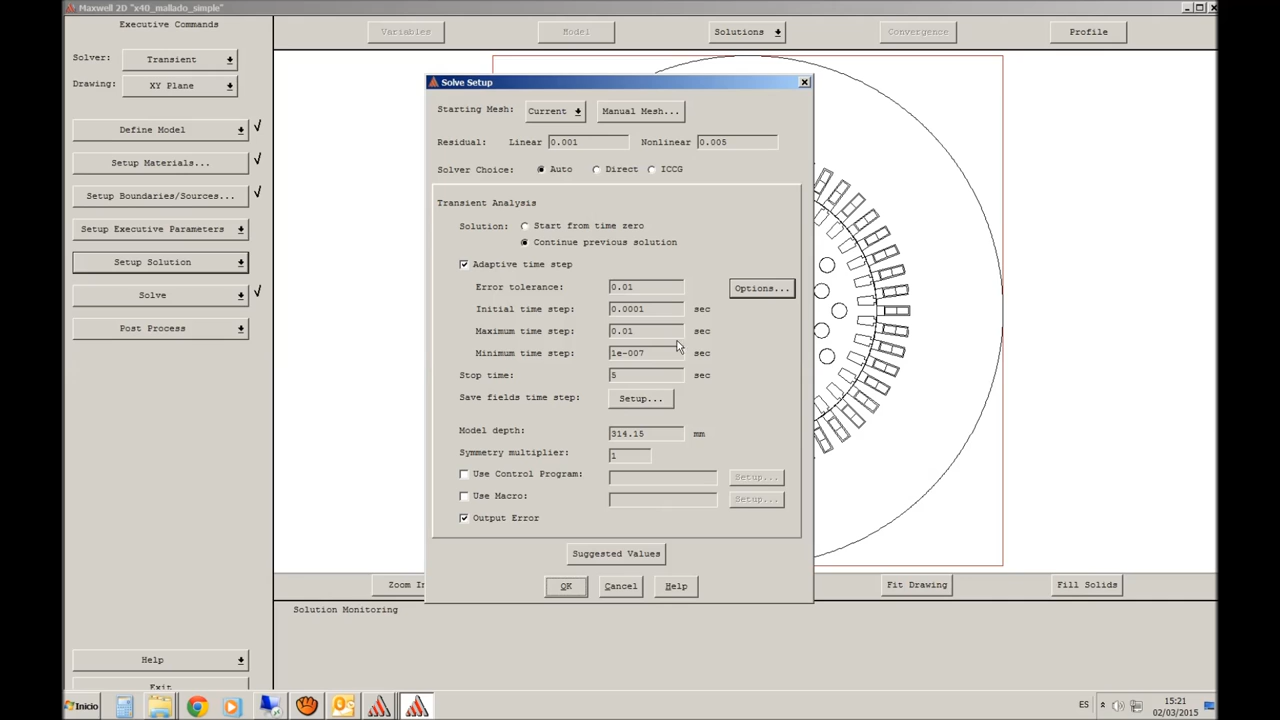 Maxwell 2D "x40_mallado_simple"
Executive Commands
Solver: Transient
Drawing: XY Plane
Define Model
Setup Materials...
Setup Boundaries/Sources...
Setup Executive Parameters
Setup Solution
Solve
Post Process
Help
Exit
Variables Model Solutions Convergence Profile
Solve Setup
Starting Mesh: Current Manual Mesh...
Residual: Linear 0.001 Nonlinear 0.005
Solver Choice: Auto Direct ICCG
Transient Analysis
Solution: Start from time zero
Continue previous solution
Adaptive time step
Error tolerance: 0.01 Options...
Initial time step: 0.0001 sec
Maximum time step: 0.01 sec
Minimum time step: 1e-007 sec
Stop time: 5 sec
Save fields time step: Setup...
Model depth: 314.15 mm
Symmetry multiplier: 1
Use Control Program: Setup...
Use Macro: Setup...
Output Error
Suggested Values
OK Cancel Help
Zoom In Fit Drawing Fill Solids
Solution Monitoring
Inicio
ES 15:21
02/03/2015